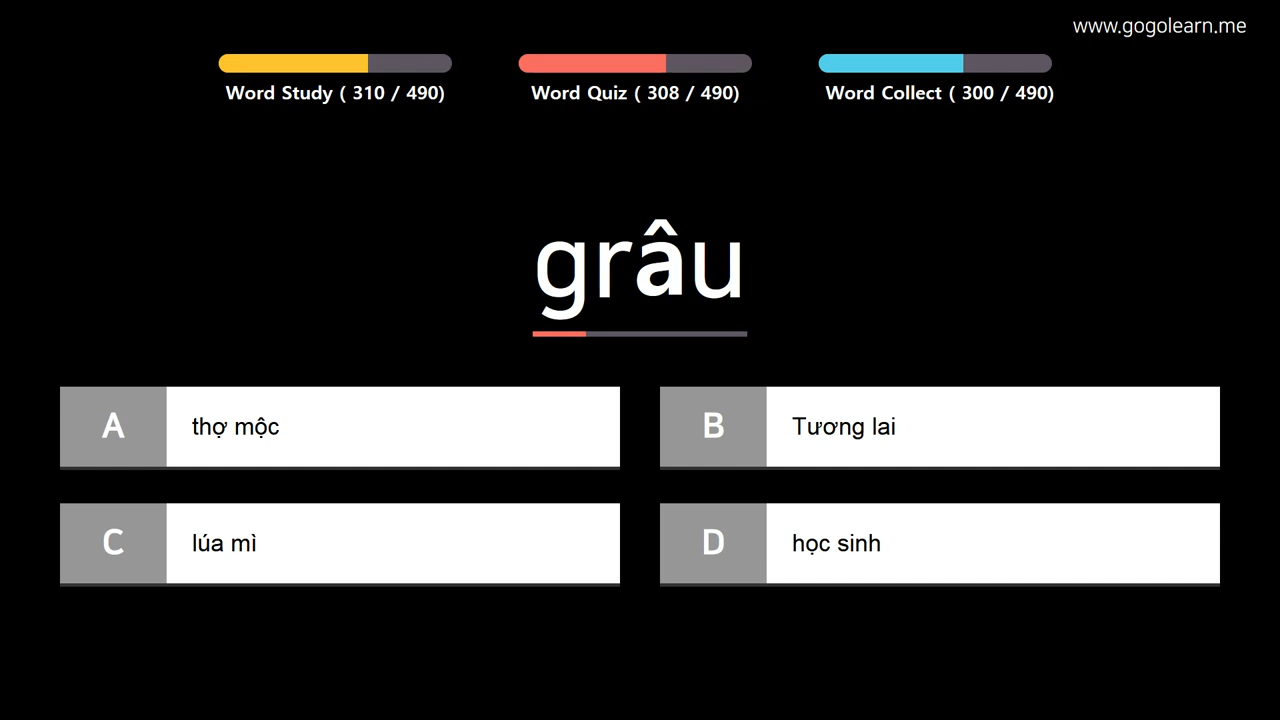 www.gogolearn.me
Word Study ( 310 / 490)
Word Quiz ( 308 / 490)
Word Collect ( 300 / 490)
grâu
A thợ mộc
B Tương lai
C lúa mì
D học sinh